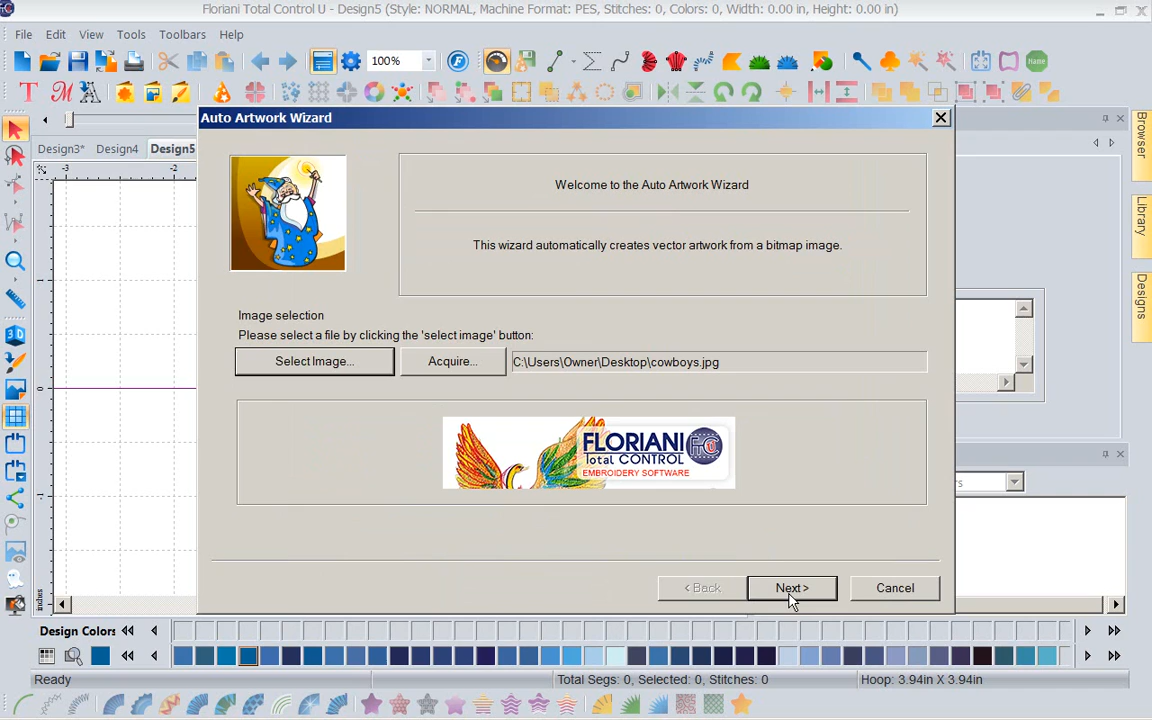 Floriani Total Control U - Design5 (Style: NORMAL, Machine Format: PES, Stitches: 0, Colors: 0, Width: 0.00 in, Height: 0.00 in)
File Edit View Tools Toolbars Help
100%
Home
Auto Artwork Wizard
Design3* Design4 Design5
-3 -2
Welcome to the Auto Artwork Wizard
This wizard automatically creates vector artwork from a bitmap image.
Image selection
Please select a file by clicking the 'select image' button:
Select Image... Acquire... C:\Users\Owner\Desktop\cowboys.jpg
FLORIANI
Total CONTROL
EMBROIDERY SOFTWARE
< Back Next > Cancel
Browser
Library
Designs
inches
Design Colors
Ready Total Segs: 0, Selected: 0, Stitches: 0 Hoop: 3.94in X 3.94in